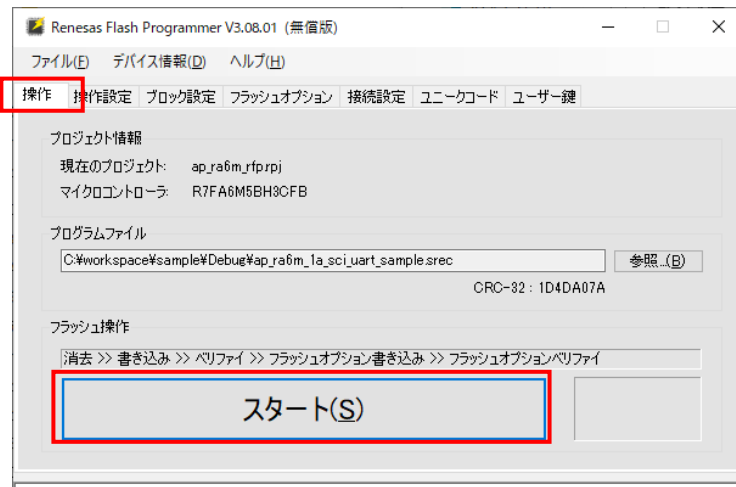 Renesas Flash Programmer V3.08.01 (無償版)
ファイル(F) デバイス情報(D) ヘルプ(H)
操作 操作設定 ブロック設定 フラッシュオプション 接続設定 ユニークコード ユーザー鍵
プロジェクト情報
現在のプロジェクト: ap_ra6m_rfp.rpj
マイクロコントローラ: R7FA6M5BH3CFB
プログラムファイル
C:¥workspace¥sample¥Debug¥ap_ra6m_1a_sci_uart_sample.srec 参照...(B)
CRC-32 : 1D4DA07A
フラッシュ操作
消去 >> 書き込み >> ベリファイ >> フラッシュオプション書き込み >> フラッシュオプションベリファイ
スタート(S)